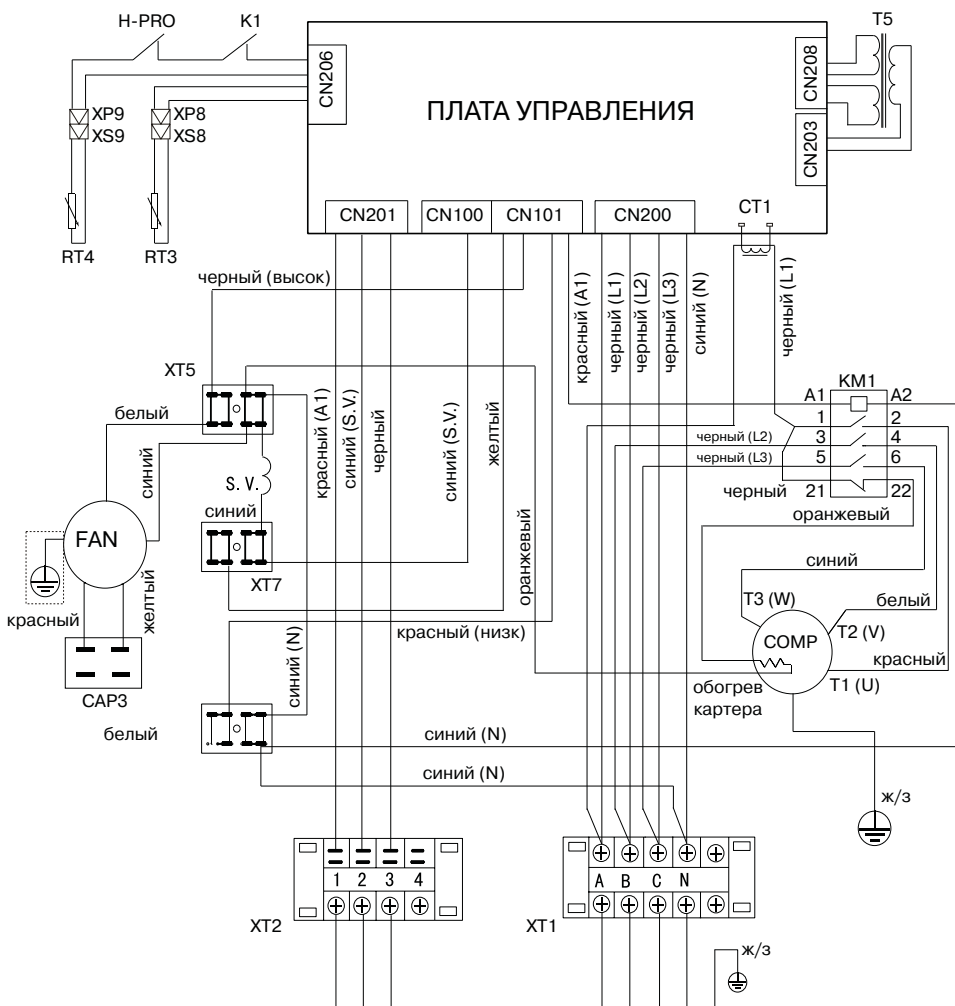 H-PRO
K1
T5
CN206
CN208
ПЛАТА УПРАВЛЕНИЯ
XP9
XP8
XS9
XS8
CN203
CN201
CN100
CN101
CN200
CT1
RT4
RT3
черный (высок)
красный (A1)
черный (L1)
черный (L2)
черный (L3)
синий (N)
черный (L1)
XT5
A1
KM1
A2
белый
1
2
черный (L2)
3
4
черный (L3)
5
6
синий
красный (A1)
синий (S.V.)
черный
синий (S.V.)
желтый
S. V.
черный
21
22
синий
оранжевый
FAN
оранжевый
синий
XT7
T3 (W)
белый
красный
желтый
красный (низк)
COMP
T2 (V)
красный
синий (N)
T1 (U)
CAP3
обогрев
картера
белый
синий (N)
синий (N)
ж/з
1 2 3 4
A B C N
XT2
XT1
ж/з